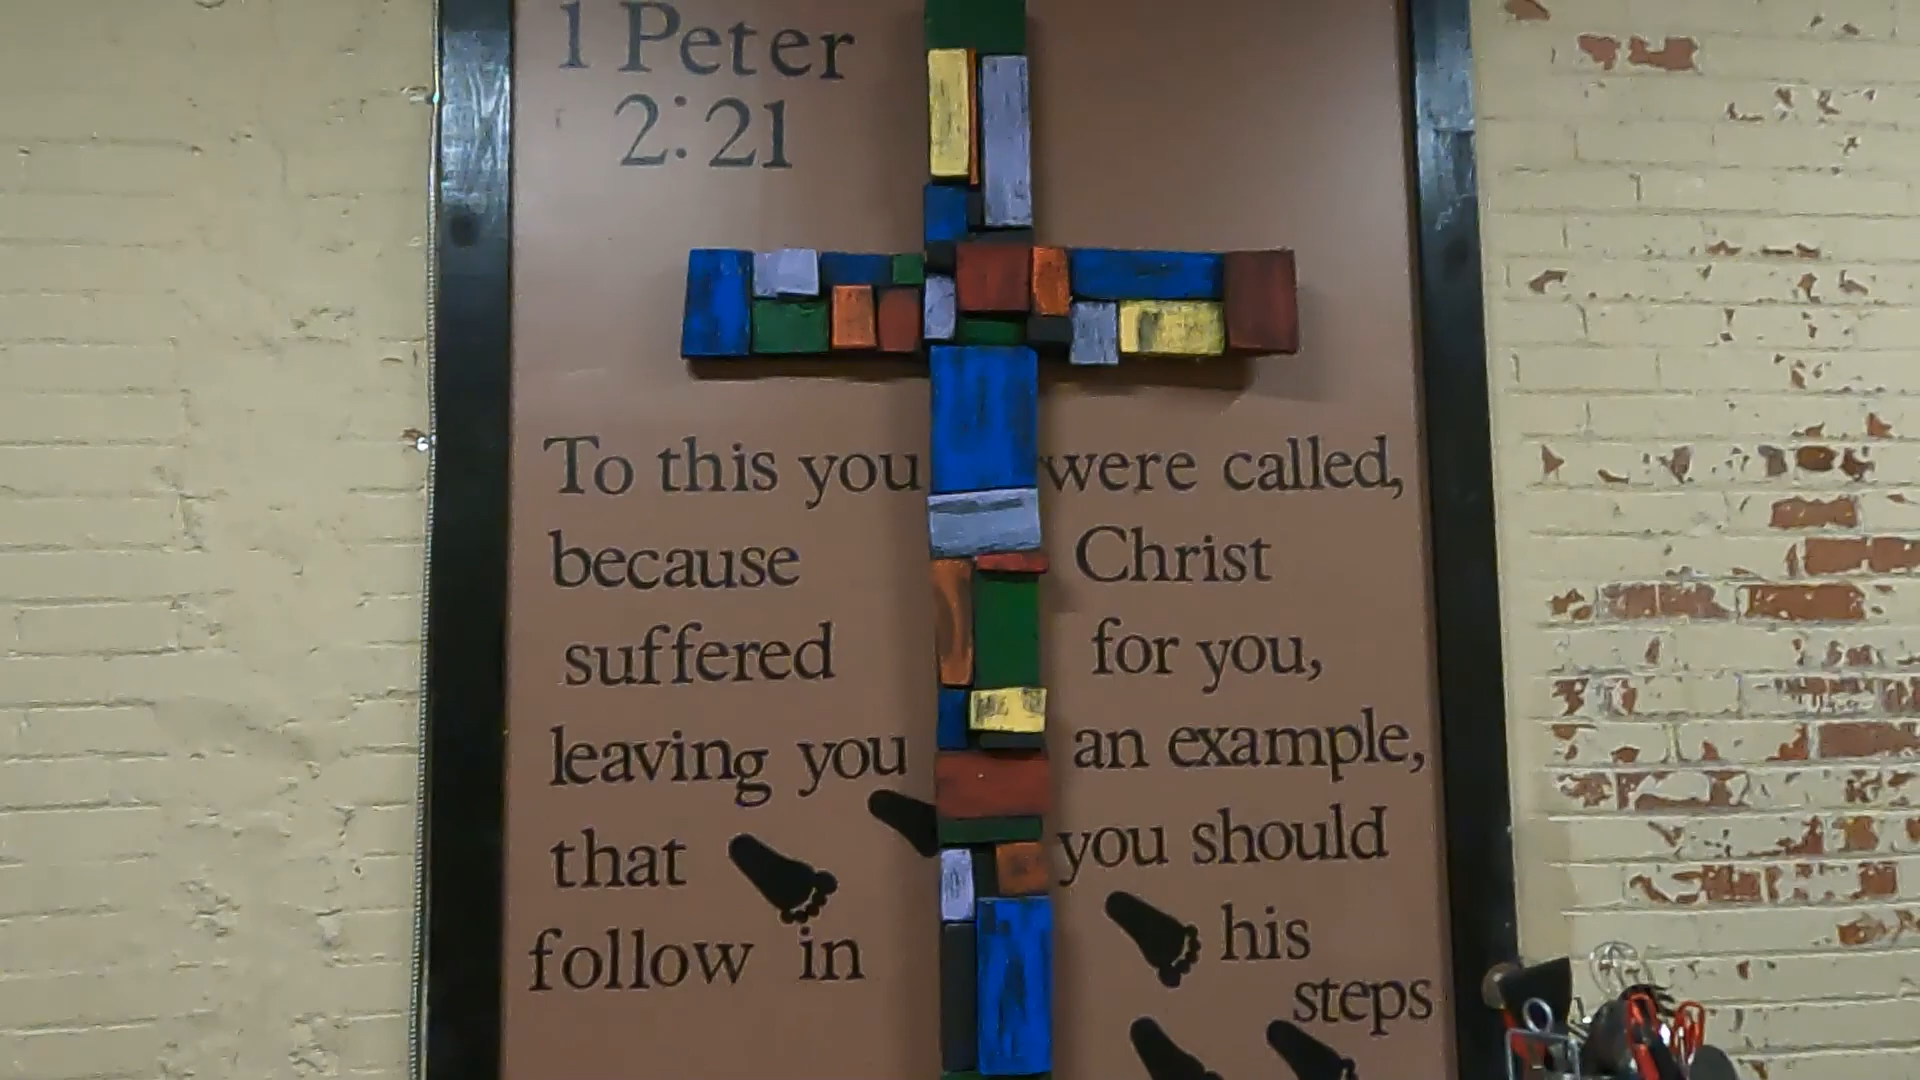 1 Peter
2:21
To this you were called,
because Christ
suffered for you,
leaving you an example,
that you should
follow in his
steps